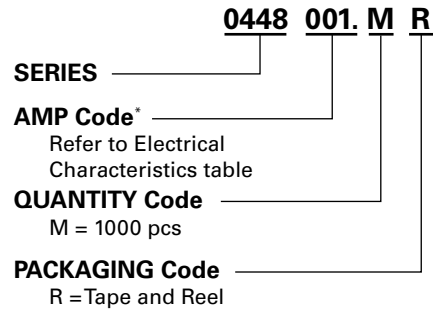 0448 001. M R
SERIES
AMP Code*
Refer to Electrical
Characteristics table
QUANTITY Code
M = 1000 pcs
PACKAGING Code
R =Tape and Reel